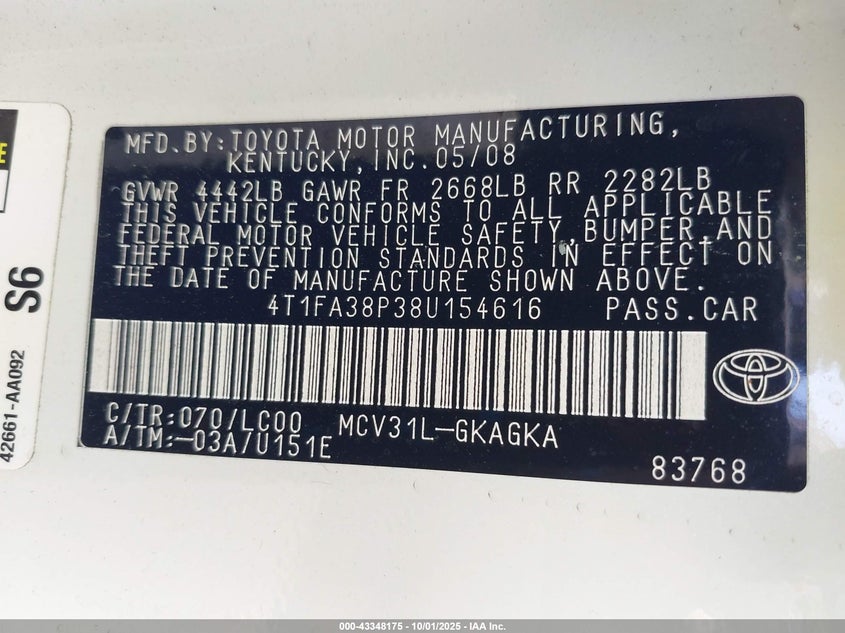 MFD.BY:TOYOTA MOTOR MANUFACTURING,
KENTUCKY,INC.05/08
GVWR 4442LB GAWR FR 2668LB RR 2282LB
THIS VEHICLE CONFORMS TO ALL APPLICABLE
FEDERAL MOTOR VEHICLE SAFETY,BUMPER,AND
THEFT PREVENTION STANDARDS IN EFFECT ON
THE DATE OF MANUFACTURE SHOWN ABOVE.
4T1FA38P38U154616 PASS.CAR
C/TR:070/LC00 MCV31L-GKAGKA
A/TM:-03A/U151E
83768
S6
42661-AA092
000-43348175 - 10/01/2025 - IAA Inc.